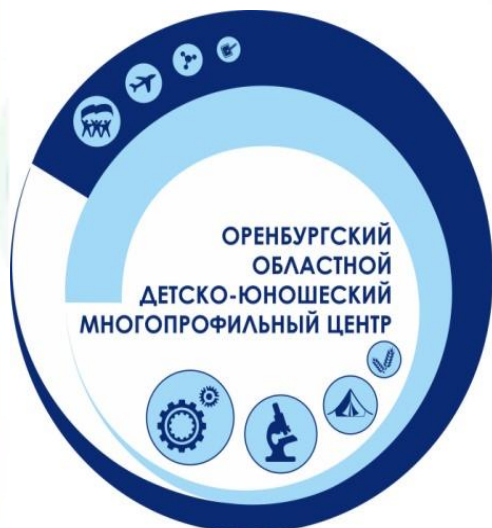 ОРЕНБУРГСКИЙ
ОБЛАСТНОЙ
ДЕТСКО-ЮНОШЕСКИЙ
МНОГОПРОФИЛЬНЫЙ ЦЕНТР